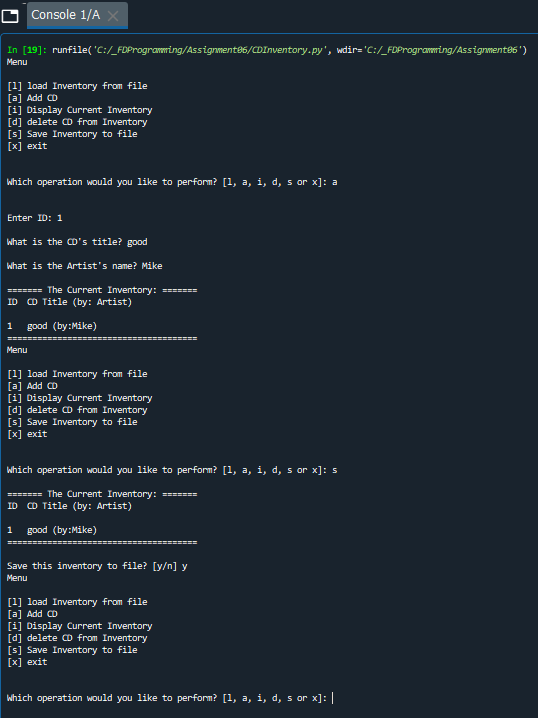 Console 1/A
In [19]: runfile('C:/_FDProgramming/Assignment06/CDInventory.py', wdir='C:/_FDProgramming/Assignment06')
Menu
[l] load Inventory from file
[a] Add CD
[i] Display Current Inventory
[d] delete CD from Inventory
[s] Save Inventory to file
[x] exit
Which operation would you like to perform? [l, a, i, d, s or x]: a
Enter ID: 1
What is the CD's title? good
What is the Artist's name? Mike
======= The Current Inventory: =======
ID  CD Title (by: Artist)
1   good (by:Mike)
======================================
Menu
[l] load Inventory from file
[a] Add CD
[i] Display Current Inventory
[d] delete CD from Inventory
[s] Save Inventory to file
[x] exit
Which operation would you like to perform? [l, a, i, d, s or x]: s
======= The Current Inventory: =======
ID  CD Title (by: Artist)
1   good (by:Mike)
======================================
Save this inventory to file? [y/n] y
Menu
[l] load Inventory from file
[a] Add CD
[i] Display Current Inventory
[d] delete CD from Inventory
[s] Save Inventory to file
[x] exit
Which operation would you like to perform? [l, a, i, d, s or x]: